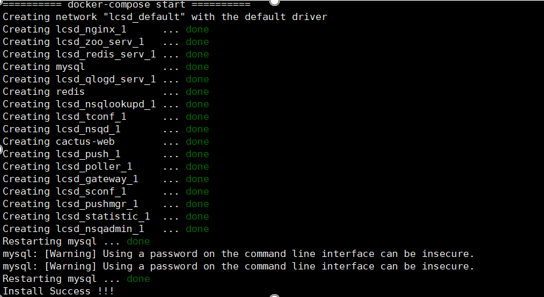 ========== docker-compose start ==========
Creating network "lcsd_default" with the default driver
Creating lcsd_nginx_1 ... done
Creating lcsd_zoo_serv_1 ... done
Creating lcsd_redis_serv_1 ... done
Creating mysql ... done
Creating lcsd_qlogd_serv_1 ... done
Creating redis ... done
Creating lcsd_nsqlookupd_1 ... done
Creating lcsd_tconf_1 ... done
Creating lcsd_nsqd_1 ... done
Creating cactus-web ... done
Creating lcsd_push_1 ... done
Creating lcsd_poller_1 ... done
Creating lcsd_gateway_1 ... done
Creating lcsd_sconf_1 ... done
Creating lcsd_pushmgr_1 ... done
Creating lcsd_statistic_1 ... done
Creating lcsd_nsqadmin_1 ... done
Restarting mysql ... done
mysql: [Warning] Using a password on the command line interface can be insecure.
mysql: [Warning] Using a password on the command line interface can be insecure.
Restarting mysql ... done
Install Success !!!